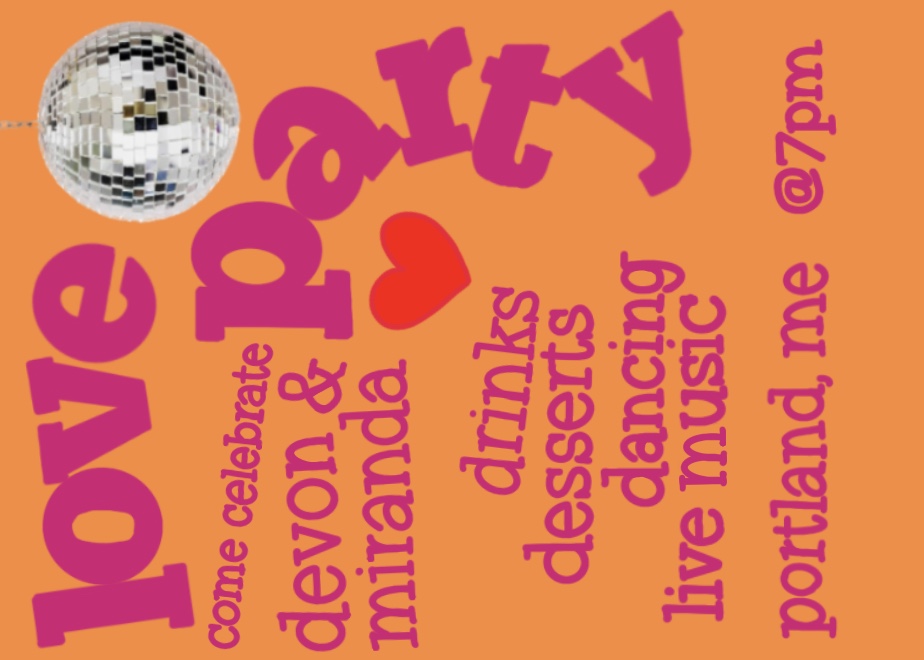 love
party
come celebrate
devon &
miranda
drinks
desserts
dancing
live music
portland, me @7pm